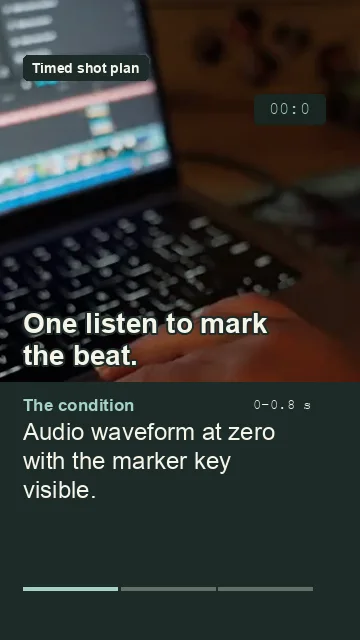 Timed shot plan
00:0
One listen to mark
the beat.
The condition
0–0.8 s
Audio waveform at zero
with the marker key
visible.